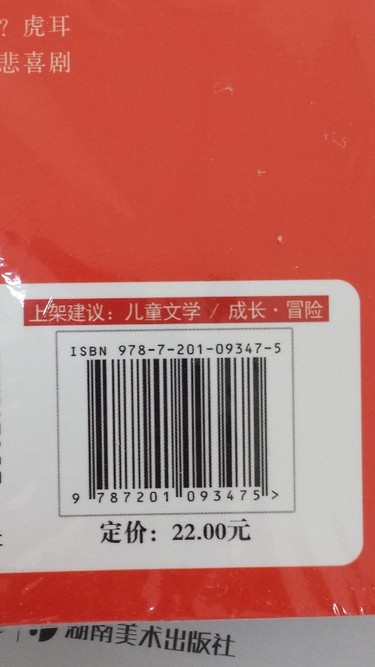 ？虎耳
悲喜剧
上架建议：儿童文学 / 成长·冒险
ISBN 978-7-201-09347-5
9 787201 093475 >
定价：22.00元
湖南美术出版社